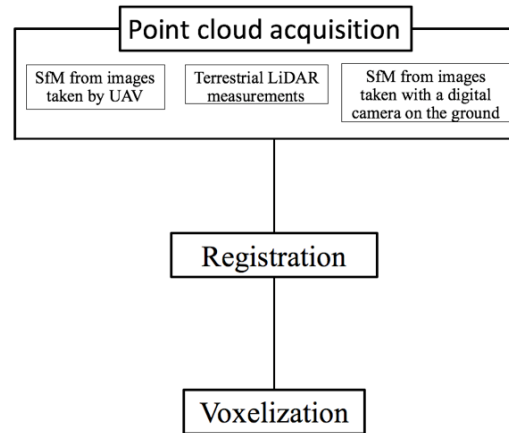 Point cloud acquisition
SfM from images
taken by UAV
Terrestrial LiDAR
measurements
SfM from images
taken with a digital
camera on the ground
Registration
Voxelization